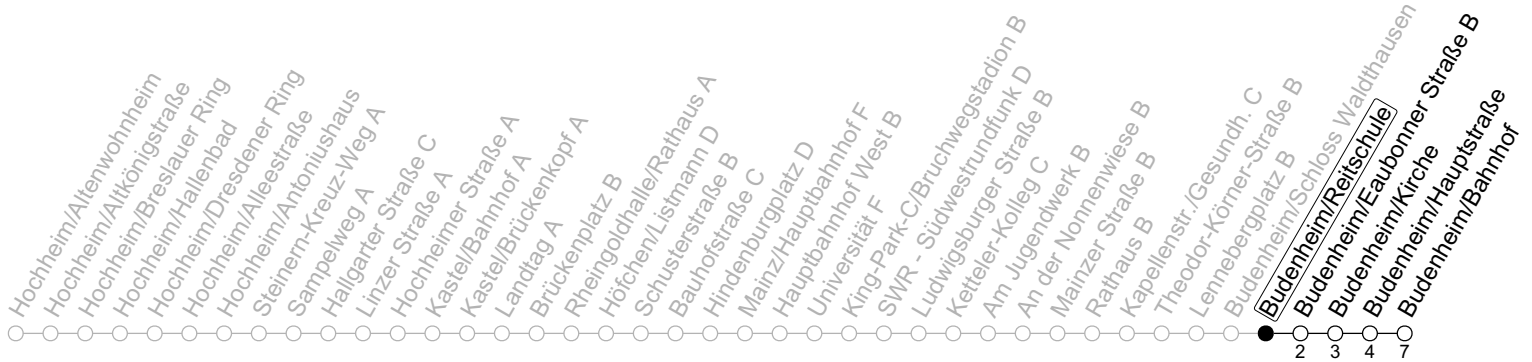 Hochheim/Altenwohnheim
Hochheim/Altkönigstraße
Hochheim/Breslauer Ring
Hochheim/Hallenbad
Hochheim/Dresdener Ring
Hochheim/Alleestraße
Hochheim/Antoniushaus
Steinern-Kreuz-Weg A
Sampelweg A
Hallgarter Straße C
Linzer Straße A
Hochheimer Straße A
Kastel/Bahnhof A
Kastel/Brückenkopf A
Landtag A
Brückenplatz B
Rheingoldhalle/Rathaus A
Höfchen/Listmann D
Schusterstraße B
Bauhofstraße C
Hindenburgplatz D
Mainz/Hauptbahnhof F
Hauptbahnhof West B
Universität F
King-Park-C/Bruchwegstadion B
SWR - Südwestrundfunk D
Ludwigsburger Straße B
Ketteler-Kolleg C
Am Jugendwerk B
An der Nonnenwiese B
Mainzer Straße B
Rathaus B
Kapellenstr./Gesundh. C
Theodor-Körner-Straße B
Lennebergplatz B
Budenheim/Schloss Waldthausen
Budenheim/Reitschule
Budenheim/Eaubonner Straße B
Budenheim/Kirche
Budenheim/Hauptstraße
Budenheim/Bahnhof
2 3 4 7